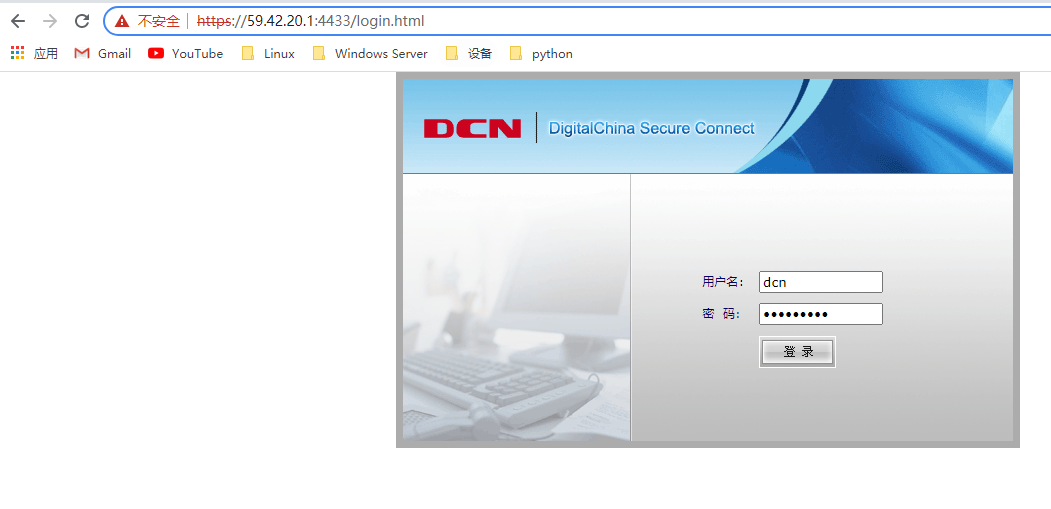 不安全 https://59.42.20.1:4433/login.html
应用 Gmail YouTube Linux Windows Server 设备 python
DCN DigitalChina Secure Connect
用户名: dcn
密 码: •••••••••
登 录